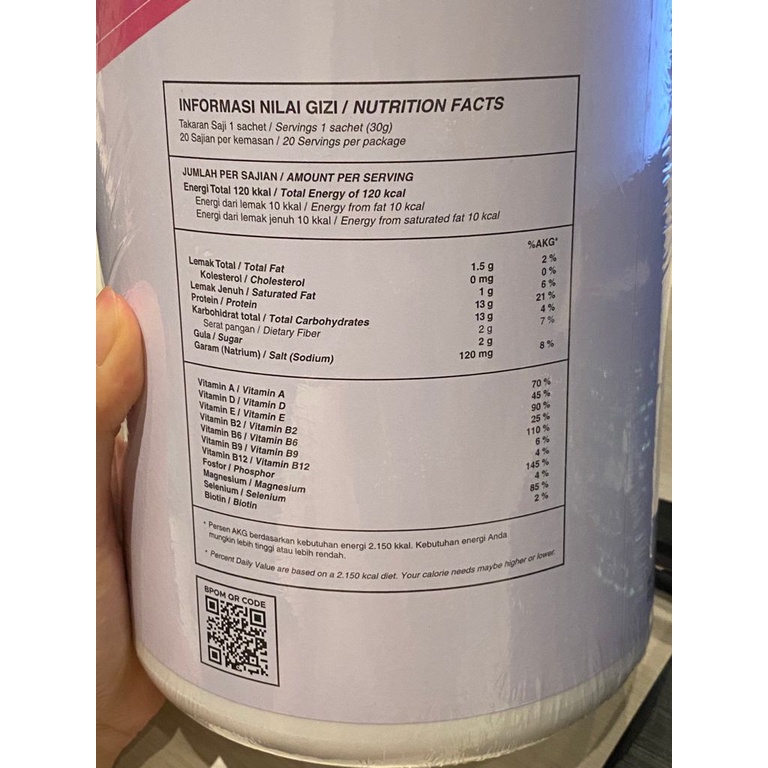 INFORMASI NILAI GIZI / NUTRITION FACTS
Takaran Saji 1 sachet / Servings 1 sachet (30g)
20 Sajian per kemasan / 20 Servings per package
JUMLAH PER SAJIAN / AMOUNT PER SERVING
Energi Total 120 kkal / Total Energy of 120 kcal
Energi dari lemak 10 kkal / Energy from fat 10 kcal
Energi dari lemak jenuh 10 kkal / Energy from saturated fat 10 kcal
%AKG*
Lemak Total / Total Fat 1.5 g 2 %
Kolesterol / Cholesterol 0 mg 0 %
Lemak Jenuh / Saturated Fat 1 g 6 %
Protein / Protein 13 g 21 %
Karbohidrat total / Total Carbohydrates 13 g 4 %
Serat pangan / Dietary Fiber 2 g 7 %
Gula / Sugar 2 g
Garam (Natrium) / Salt (Sodium) 120 mg 8 %
Vitamin A / Vitamin A 70 %
Vitamin D / Vitamin D 45 %
Vitamin E / Vitamin E 90 %
Vitamin B2 / Vitamin B2 25 %
Vitamin B6 / Vitamin B6 110 %
Vitamin B9 / Vitamin B9 6 %
Vitamin B12 / Vitamin B12 4 %
Fosfor / Phosphor 145 %
Magnesium / Magnesium 4 %
Selenium / Selenium 85 %
Biotin / Biotin 2 %
* Persen AKG berdasarkan kebutuhan energi 2.150 kkal. Kebutuhan energi Anda
mungkin lebih tinggi atau lebih rendah.
* Percent Daily Value are based on a 2.150 kcal diet. Your calorie needs maybe higher or lower.
BPOM QR CODE